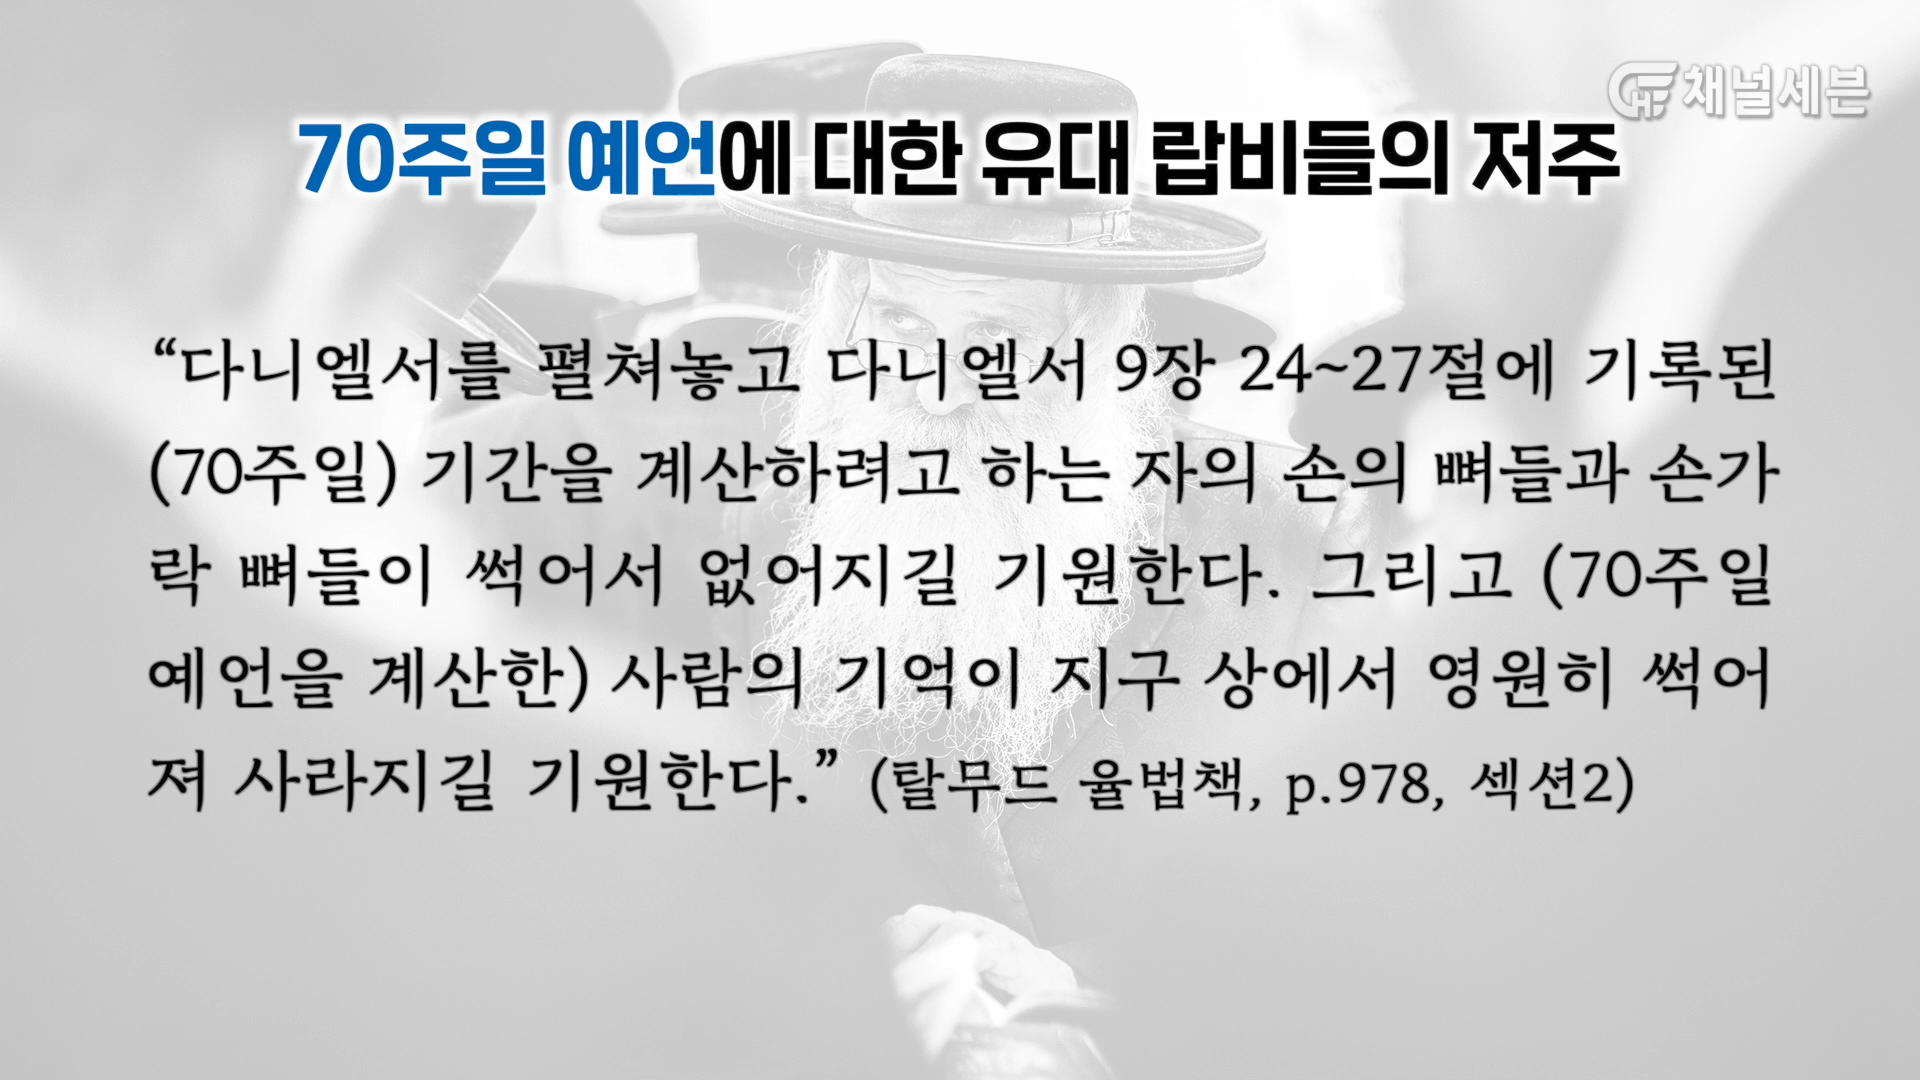 채널세븐
70주일 예언에 대한 유대 랍비들의 저주
“다니엘서를 펼쳐놓고 다니엘서 9장 24~27절에 기록된
(70주일) 기간을 계산하려고 하는 자의 손의 뼈들과 손가
락 뼈들이 썩어서 없어지길 기원한다. 그리고 (70주일
예언을 계산한) 사람의 기억이 지구 상에서 영원히 썩어
져 사라지길 기원한다.” (탈무드 율법책, p.978, 섹션2)